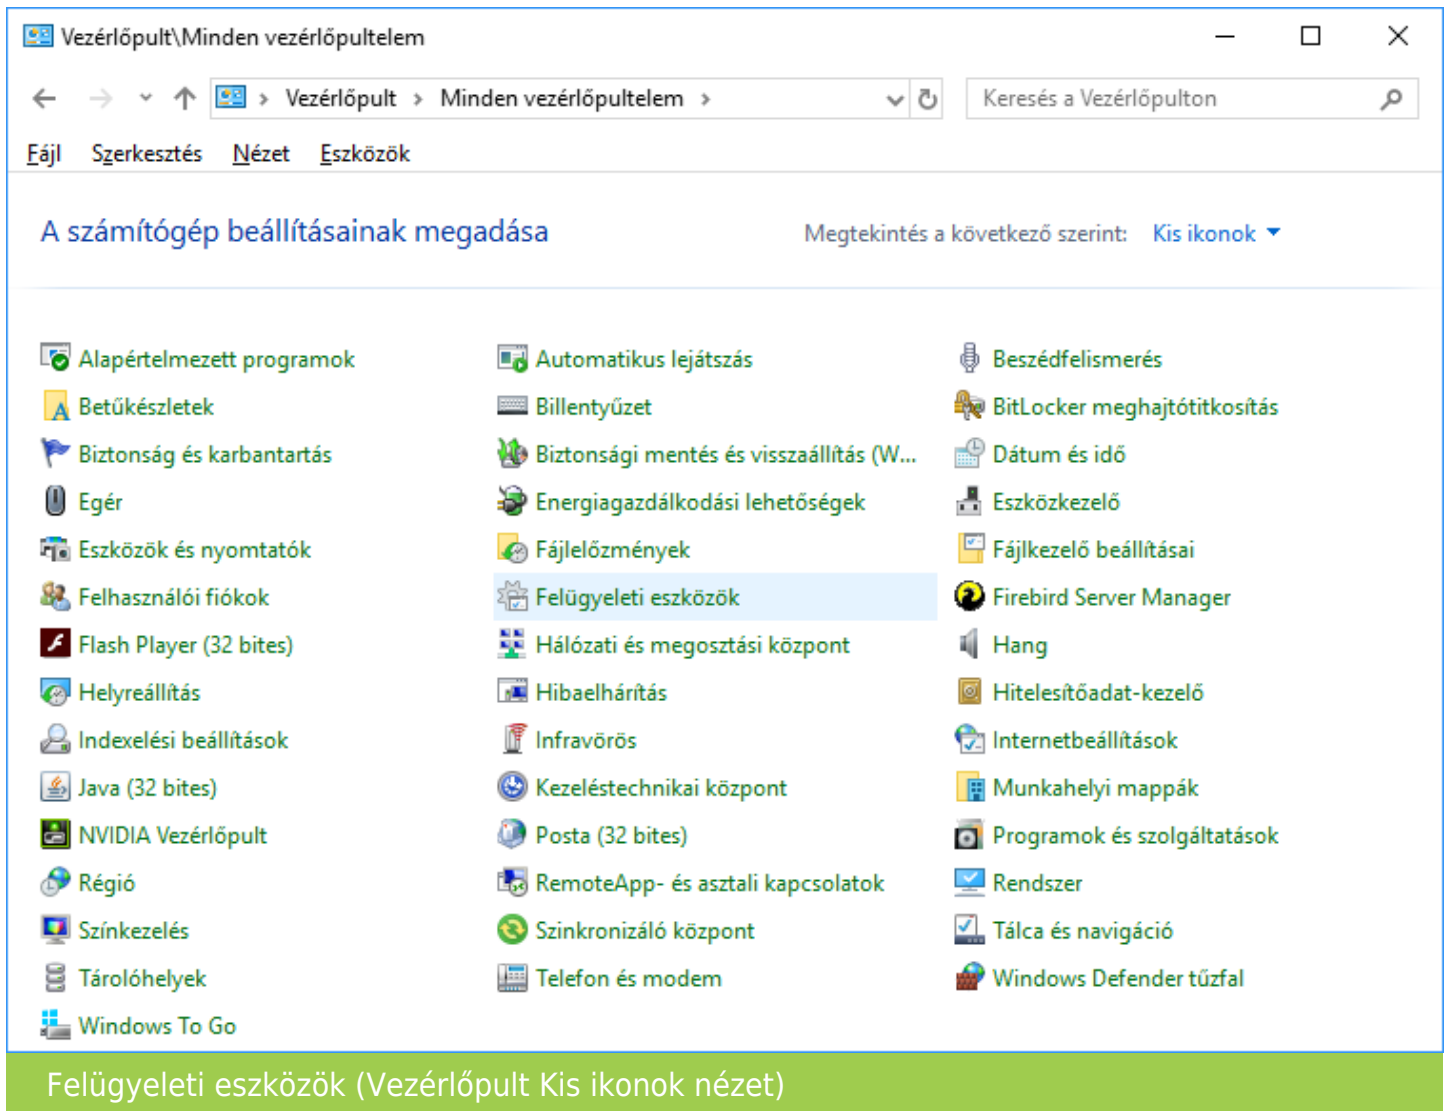 Vezérlőpult\Minden vezérlőpultelem
Vezérlőpult Minden vezérlőpultelem
Keresés a Vezérlőpulton
Fájl Szerkesztés Nézet Eszközök
A számítógép beállításainak megadása
Megtekintés a következő szerint: Kis ikonok
Alapértelmezett programok Automatikus lejátszás Beszédfelismerés
Betűkészletek Billentyűzet BitLocker meghajtótitkosítás
Biztonság és karbantartás Biztonsági mentés és visszaállítás (W... Dátum és idő
Egér Energiagazdálkodási lehetőségek Eszközkezelő
Eszközök és nyomtatók Fájlelőzmények Fájlkezelő beállításai
Felhasználói fiókok Felügyeleti eszközök Firebird Server Manager
Flash Player (32 bites) Hálózati és megosztási központ Hang
Helyreállítás Hibaelhárítás Hitelesítőadat-kezelő
Indexelési beállítások Infravörös Internetbeállítások
Java (32 bites) Kezeléstechnikai központ Munkahelyi mappák
NVIDIA Vezérlőpult Posta (32 bites) Programok és szolgáltatások
Régió RemoteApp- és asztali kapcsolatok Rendszer
Színkezelés Szinkronizáló központ Tálca és navigáció
Tárolóhelyek Telefon és modem Windows Defender tűzfal
Windows To Go
Felügyeleti eszközök (Vezérlőpult Kis ikonok nézet)